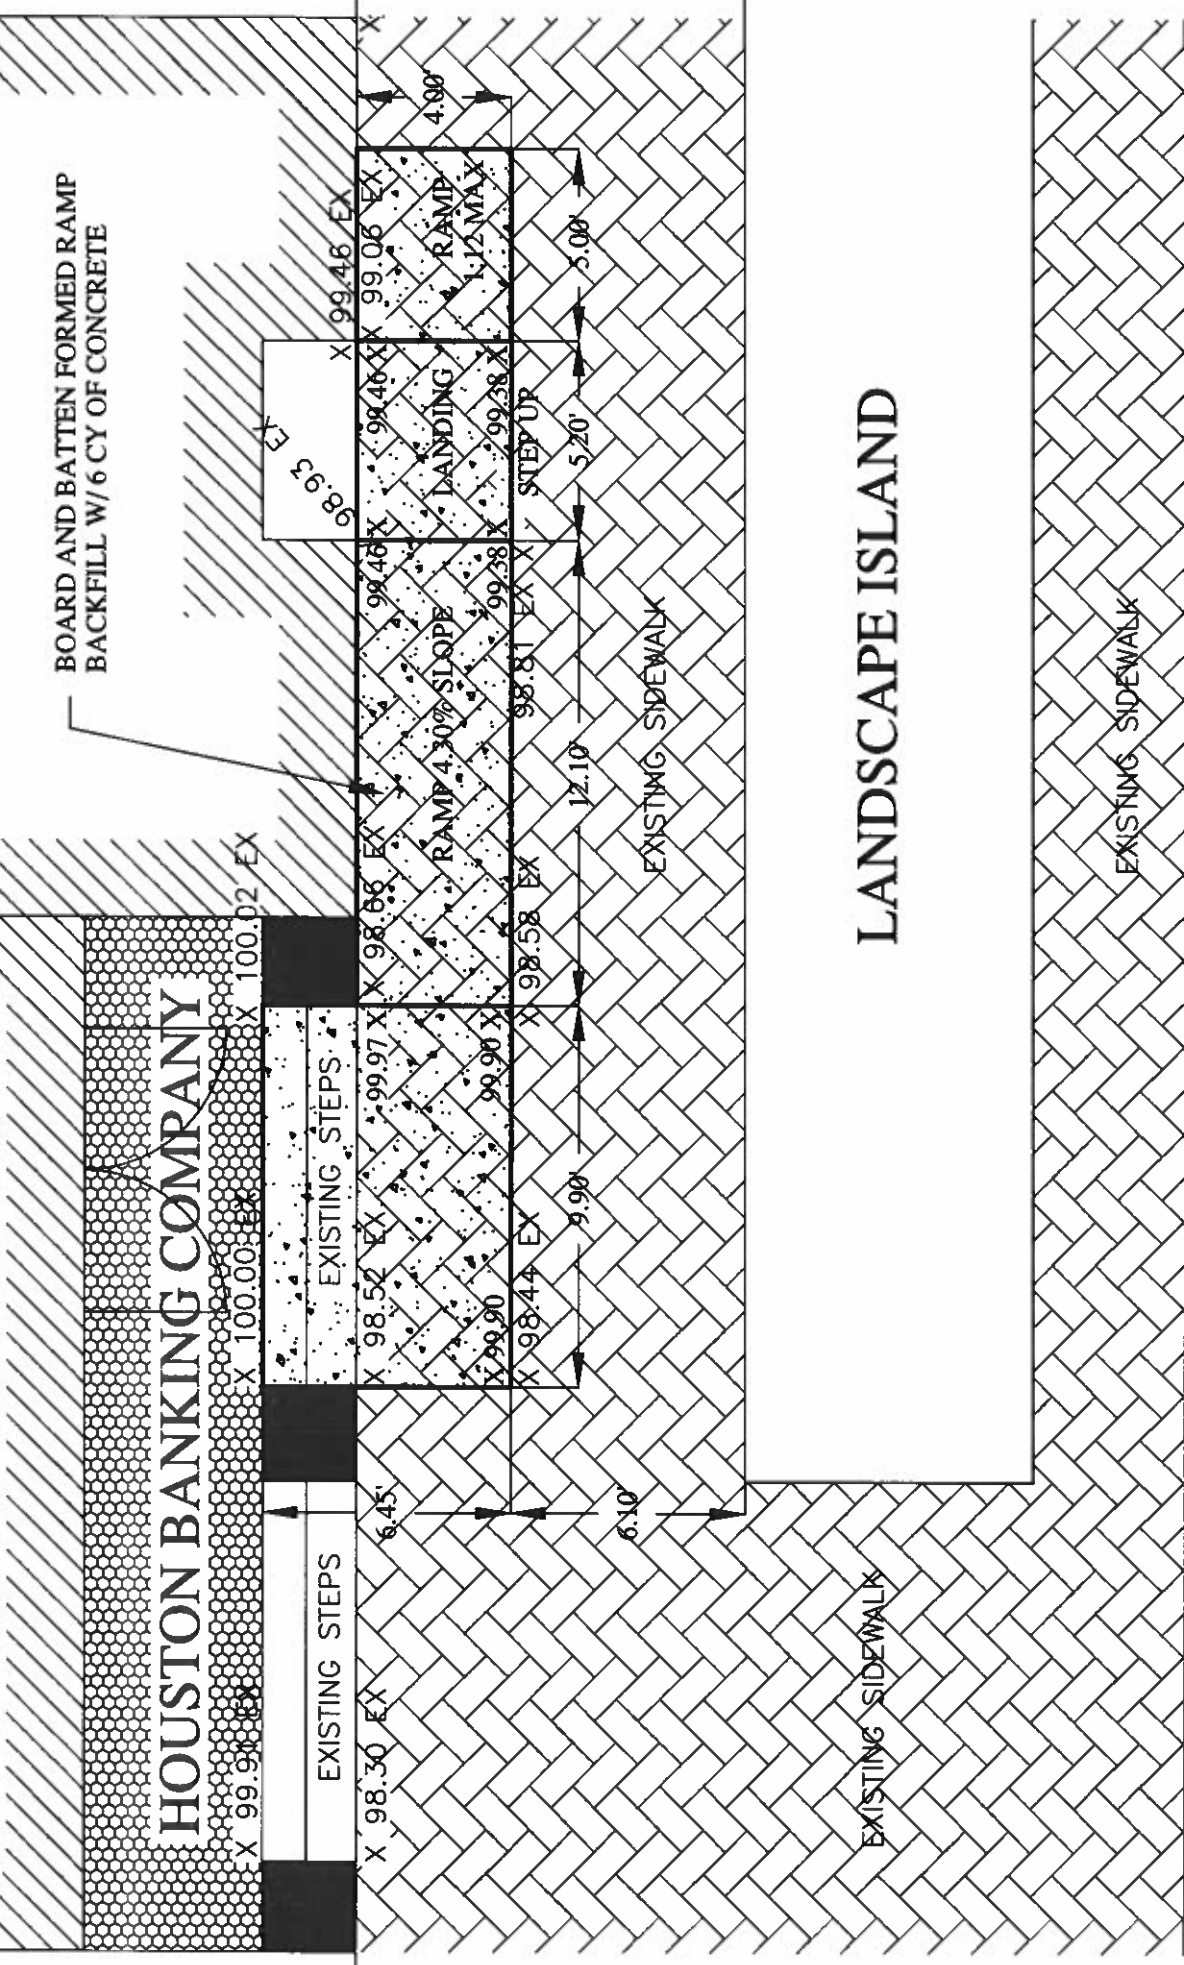 BOARD AND BATTEN FORMED RAMP
BACKFILL W/ 6 CY OF CONCRETE
HOUSTON BANKING COMPANY
X 99.91 EX
X 100.00 EX
X 100.02 EX
98.93 EX
X 99.46 EX
EXISTING STEPS
EXISTING STEPS
X 98.30 EX
X 98.52 EX
99.97 X
X 98.66 EX
99.46 X
99.46 X
X 99.06 EX
X
4.00'
6.45'
RAMP 4.30% SLOPE
LANDING
RAMP
1:12 MAX
X 99.90
99.90 X
99.38 X
99.38 X
X 98.44 EX
X 98.58 EX
98.81 EX X
STEP UP
9.90'
12.10'
5.20'
5.00'
6.10'
EXISTING SIDEWALK
EXISTING SIDEWALK
LANDSCAPE ISLAND
EXISTING SIDEWALK